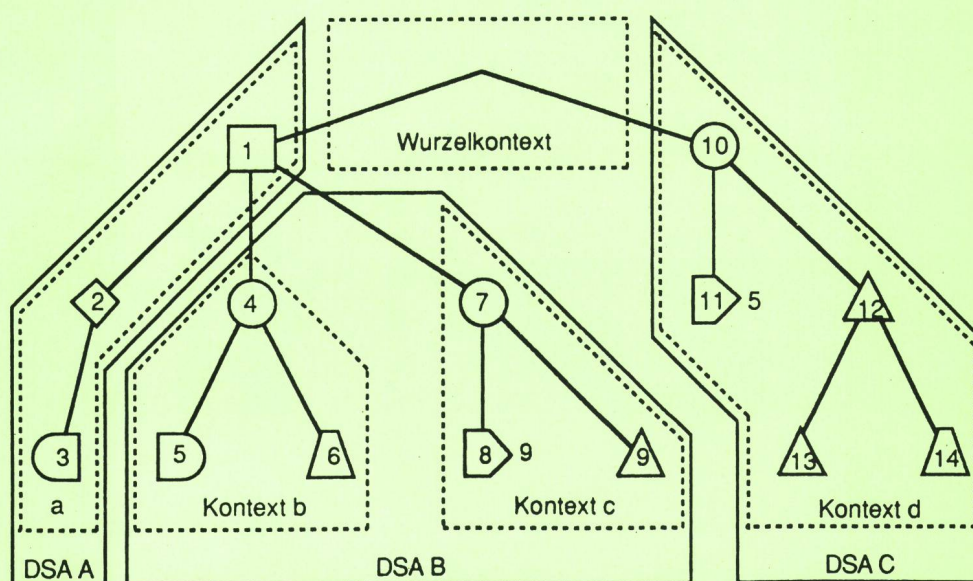 Wurzelkontext
1
10
2
4
7
11 5
12
3
5
6
8 9
9
13
14
a
Kontext b
Kontext c
Kontext d
DSA A
DSA B
DSA C